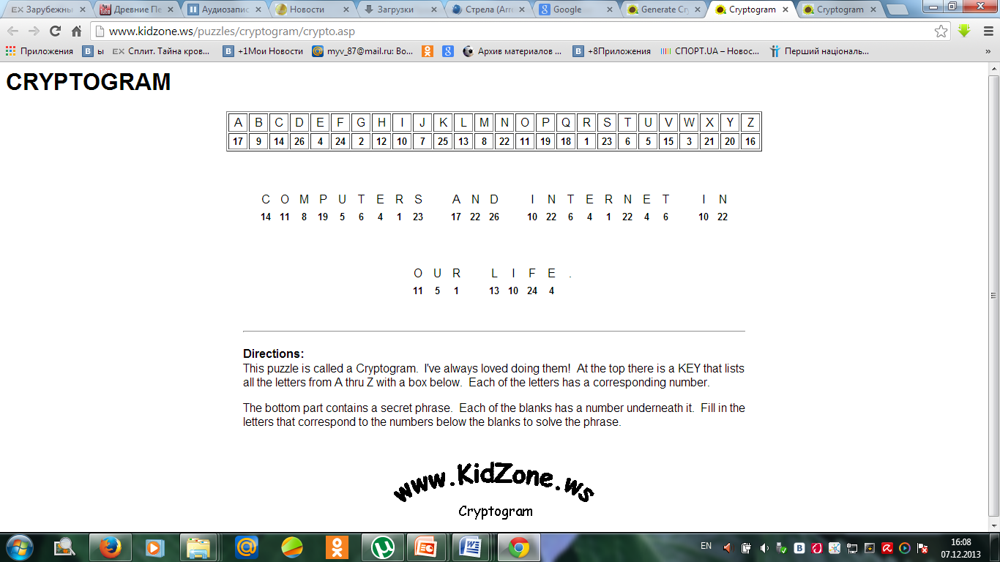 Зарубежны Древние Пе Аудиозапис Новости Загрузки Стрела (Arr Google Generate Cr Cryptogram Cryptogram
www.kidzone.ws/puzzles/cryptogram/crypto.asp
Приложения ы Сплит. Тайна кров... +1Мои Новости myv_87@mail.ru: Во... Архив материалов ... +8Приложения СПОРТ.UA – Новос... Перший національ... »
CRYPTOGRAM
A B C D E F G H I J K L M N O P Q R S T U V W X Y Z
17 9 14 26 4 24 2 12 10 7 25 13 8 22 11 19 18 1 23 6 5 15 3 21 20 16
C O M P U T E R S A N D I N T E R N E T I N
14 11 8 19 5 6 4 1 23 17 22 26 10 22 6 4 1 22 4 6 10 22
O U R L I F E .
11 5 1 13 10 24 4
Directions:
This puzzle is called a Cryptogram. I've always loved doing them! At the top there is a KEY that lists
all the letters from A thru Z with a box below. Each of the letters has a corresponding number.
The bottom part contains a secret phrase. Each of the blanks has a number underneath it. Fill in the
letters that correspond to the numbers below the blanks to solve the phrase.
www.KidZone.ws
Cryptogram
EN 16:08
07.12.2013